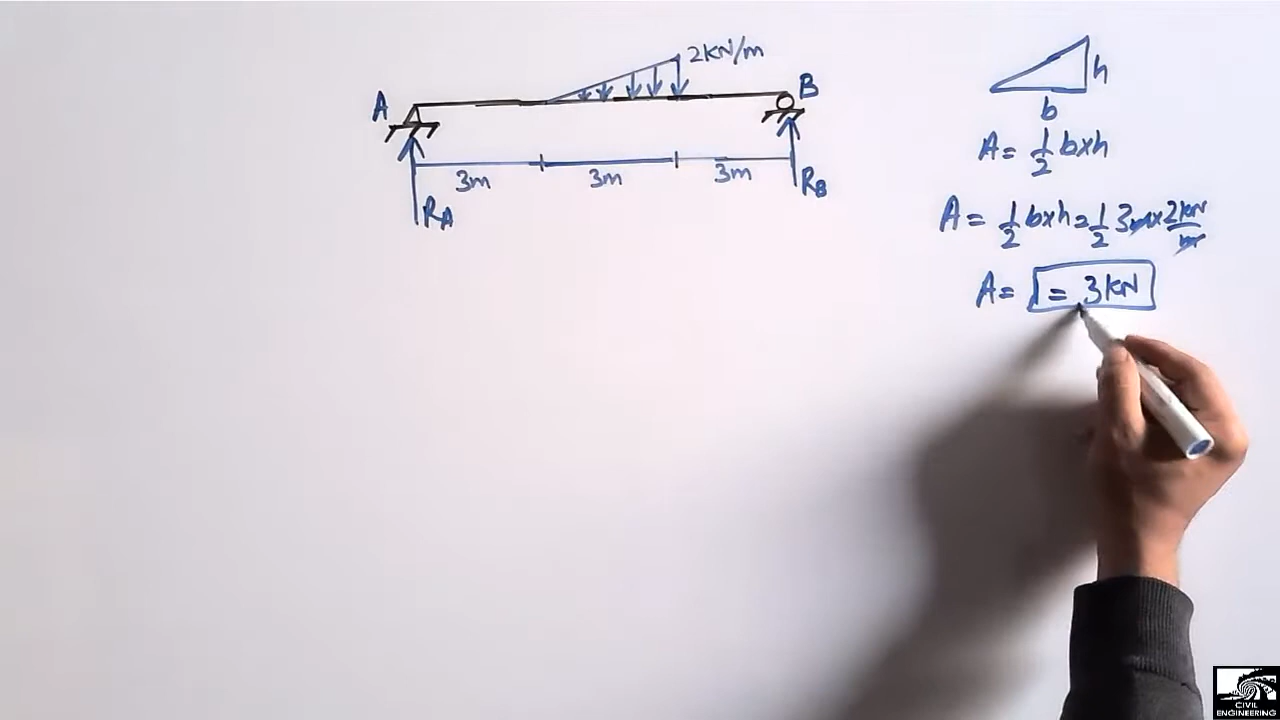 2KN/m
A
B
3m
3m
3m
RA
RB
h
b
A = 1/2 b×h
A = 1/2 b×h = 1/2 3m×2KN/m
A = = 3KN
CIVIL
ENGINEERING